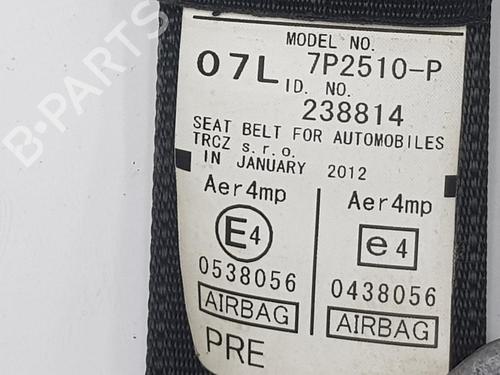 MODEL NO.
07L 7P2510-P
ID. NO.
238814
SEAT BELT FOR AUTOMOBILES
TRCZ s.r.o.
IN JANUARY 2012
Aer4mp Aer4mp
E4 e4
0538056 0438056
AIRBAG AIRBAG
PRE
B-PARTS